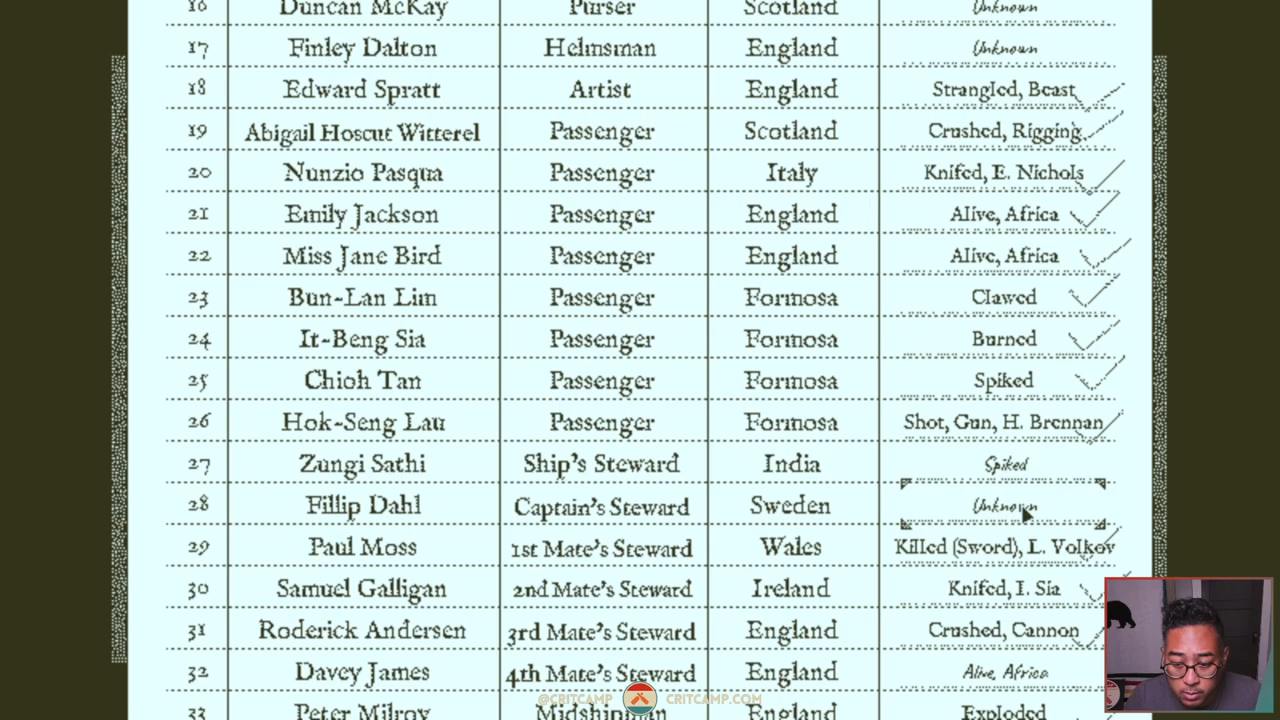 16 Duncan McKay Purser Scotland Unknown
17 Finley Dalton Helmsman England Unknown
18 Edward Spratt Artist England Strangled, Beast
19 Abigail Hoscut Witterel Passenger Scotland Crushed, Rigging
20 Nunzio Pasqua Passenger Italy Knifed, E. Nichols
21 Emily Jackson Passenger England Alive, Africa
22 Miss Jane Bird Passenger England Alive, Africa
23 Bun-Lan Lim Passenger Formosa Clawed
24 It-Beng Sia Passenger Formosa Burned
25 Chioh Tan Passenger Formosa Spiked
26 Hok-Seng Lau Passenger Formosa Shot, Gun, H. Brennan
27 Zungi Sathi Ship's Steward India Spiked
28 Fillip Dahl Captain's Steward Sweden Unknown
29 Paul Moss 1st Mate's Steward Wales Killed (Sword), L. Volkov
30 Samuel Galligan 2nd Mate's Steward Ireland Knifed, I. Sia
31 Roderick Andersen 3rd Mate's Steward England Crushed, Cannon
32 Davey James 4th Mate's Steward England Alive, Africa
33 Peter Milroy Midshipman England Exploded
@CRITCAMP CRITCAMP.COM